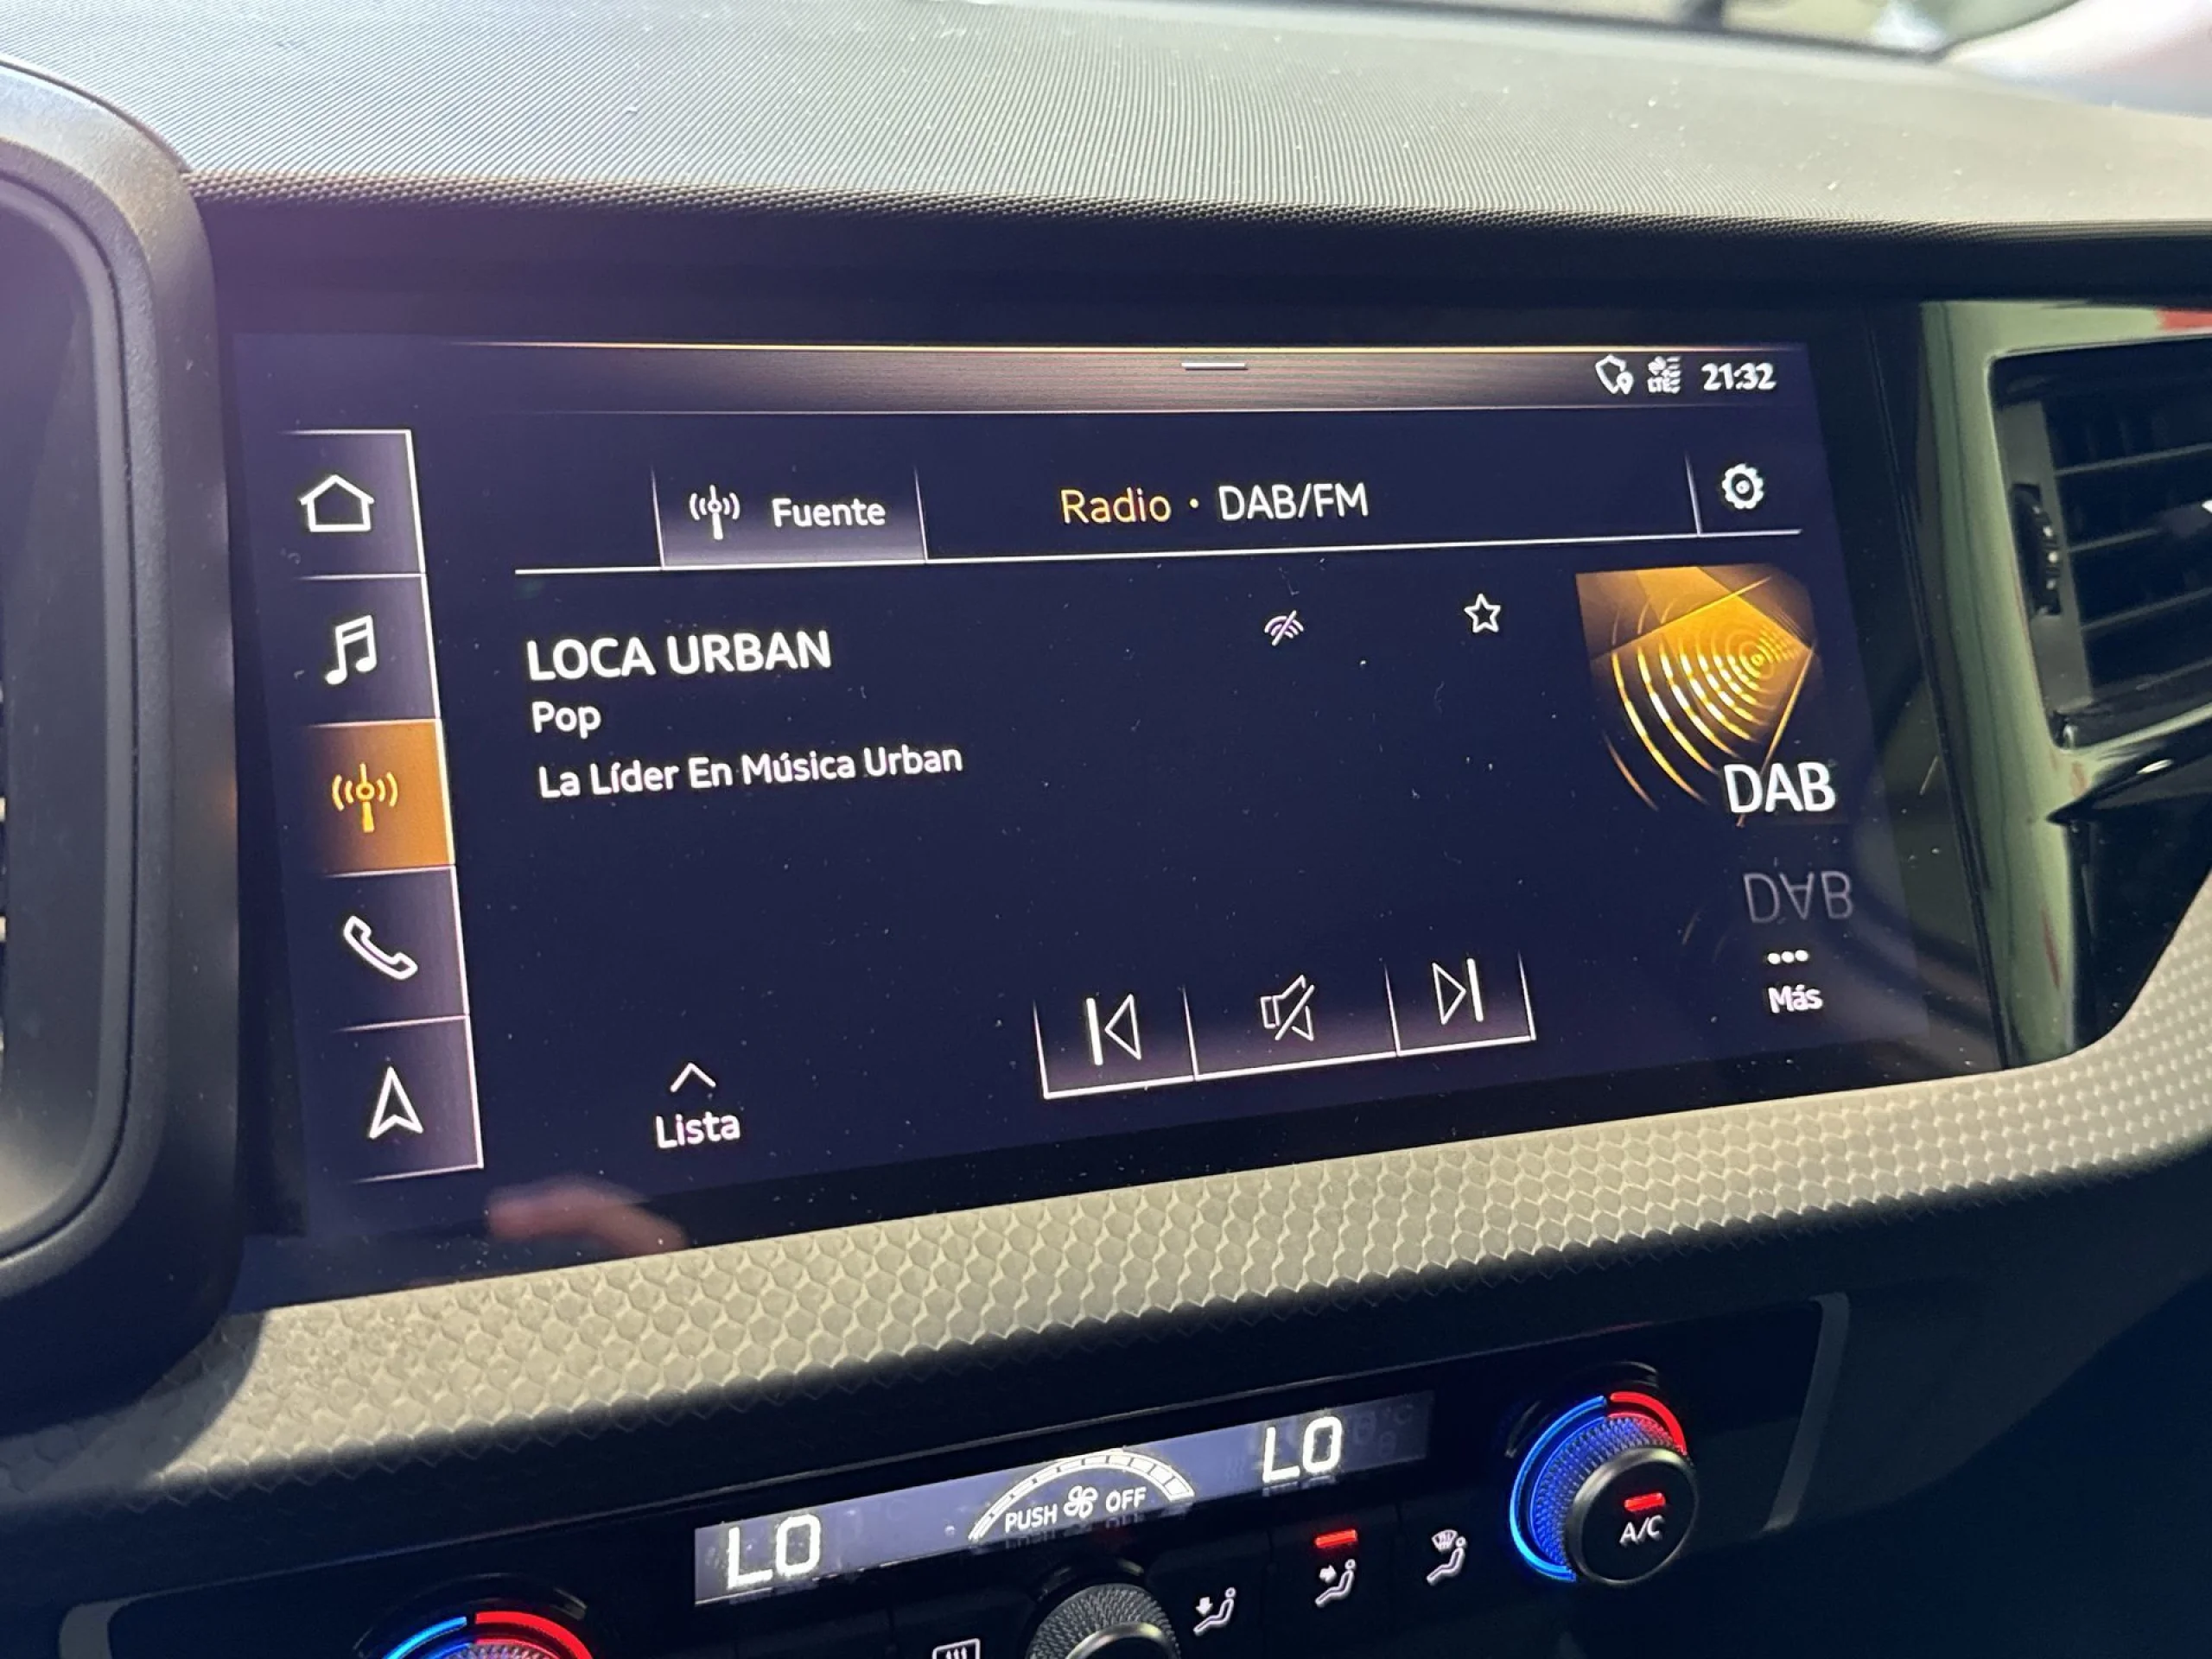 LTE 21:32
Fuente
Radio · DAB/FM
LOCA URBAN
Pop
La Líder En Música Urban
DAB
Más
Lista
LO
PUSH OFF
LO
A/C